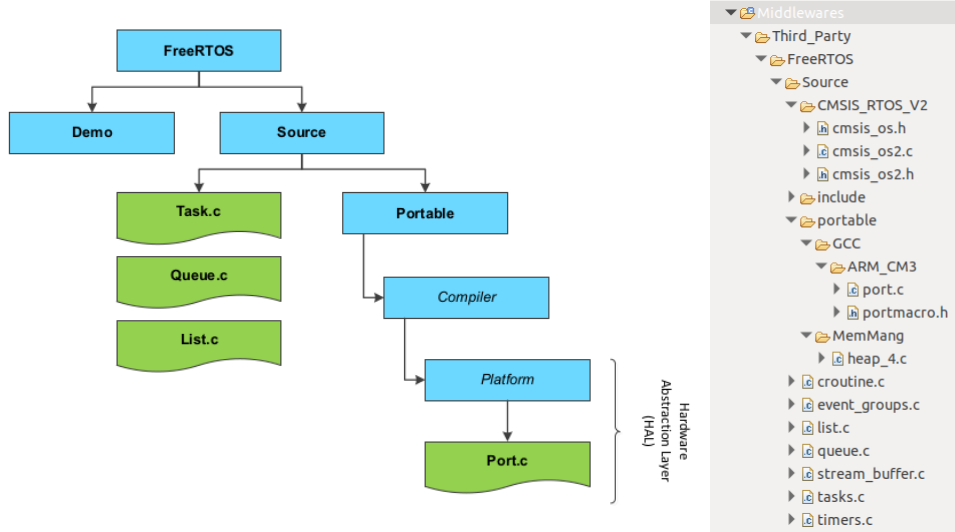 FreeRTOS
Demo
Source
Task.c
Portable
Queue.c
Compiler
List.c
Platform
Port.c
Hardware
Abstraction Layer
(HAL)
Middlewares
Third_Party
FreeRTOS
Source
CMSIS_RTOS_V2
cmsis_os.h
cmsis_os2.c
cmsis_os2.h
include
portable
GCC
ARM_CM3
port.c
portmacro.h
MemMang
heap_4.c
croutine.c
event_groups.c
list.c
queue.c
stream_buffer.c
tasks.c
timers.c